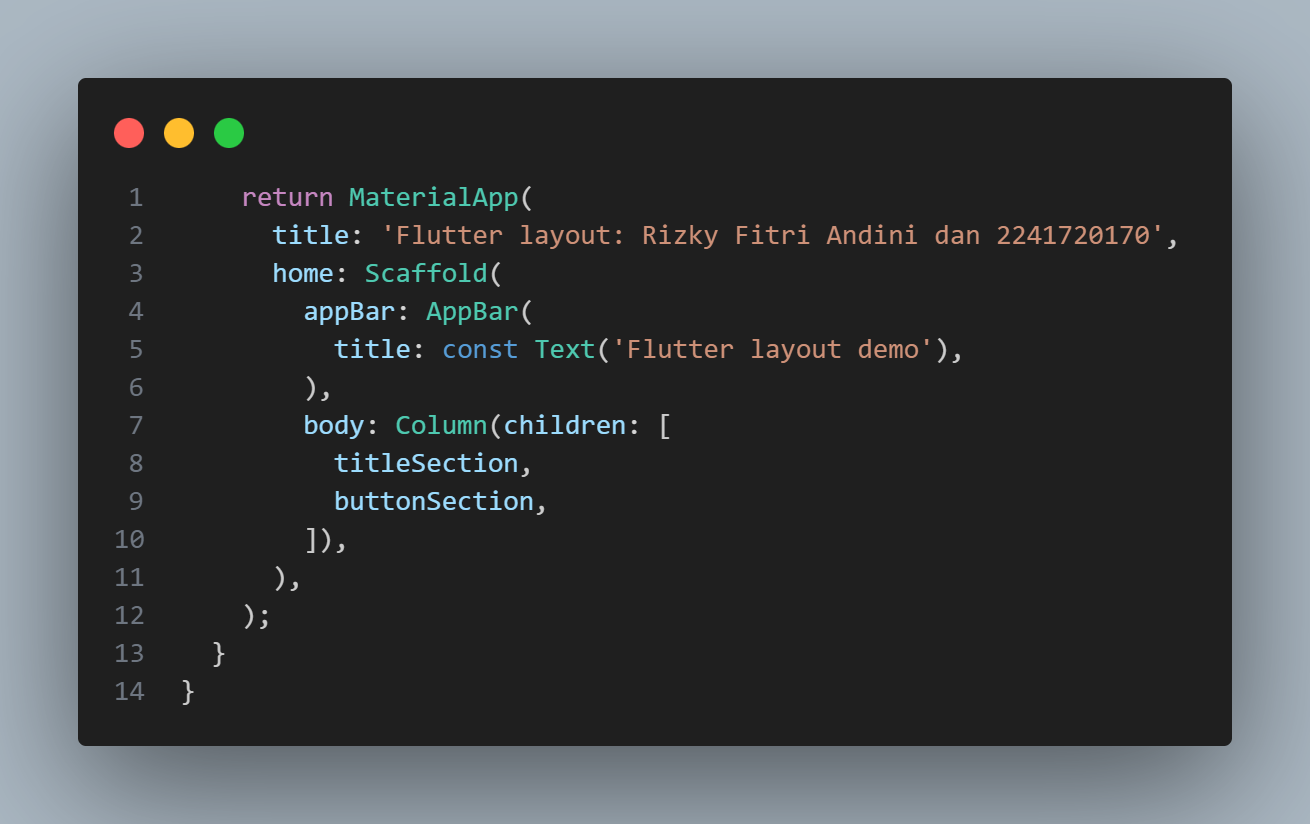 1 return MaterialApp(
2 title: 'Flutter layout: Rizky Fitri Andini dan 2241720170',
3 home: Scaffold(
4 appBar: AppBar(
5 title: const Text('Flutter layout demo'),
6 ),
7 body: Column(children: [
8 titleSection,
9 buttonSection,
10 ]),
11 ),
12 );
13 }
14 }